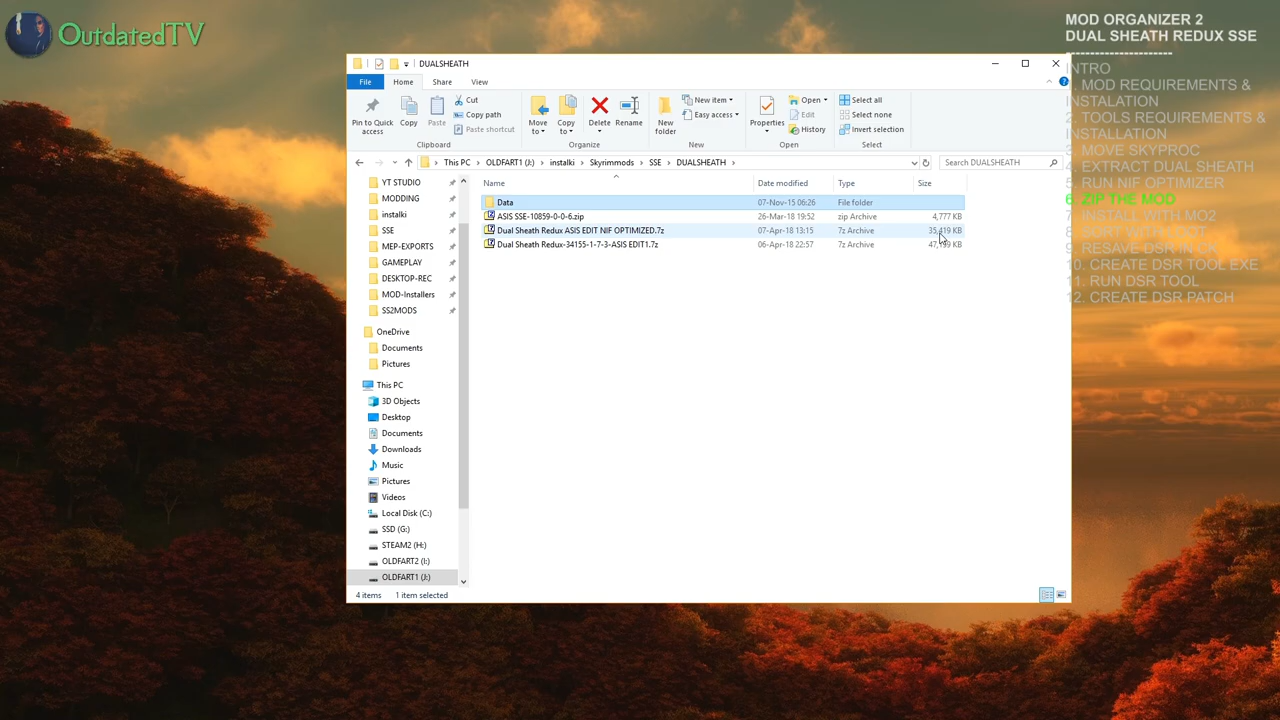 OutdatedTV
MOD ORGANIZER 2
DUAL SHEATH REDUX SSE
----------------------
INTRO
1. MOD REQUIREMENTS &
INSTALATION
2. TOOLS REQUIREMENTS &
INSTALLATION
3. MOVE SKYPROC
4. EXTRACT DUAL SHEATH
5. RUN NIF OPTIMIZER
6. ZIP THE MOD
7. INSTALL WITH MO2
8. SORT WITH LOOT
9. RESAVE DSR IN CK
10. CREATE DSR TOOL EXE
11. RUN DSR TOOL
12. CREATE DSR PATCH
DUALSHEATH
File Home Share View
Pin to Quick
access
Copy
Paste
Cut
Copy path
Paste shortcut
Clipboard
Move
to
Copy
to
Delete
Rename
Organize
New
folder
New item
Easy access
New
Properties
Open
Edit
History
Open
Select all
Select none
Invert selection
Select
This PC OLDFART1 (J:) instalki Skyrimmods SSE DUALSHEATH
Search DUALSHEATH
Name Date modified Type Size
Data 07-Nov-15 06:26 File folder
ASIS SSE-10859-0-0-6.zip 26-Mar-18 19:52 zip Archive 4,777 KB
Dual Sheath Redux ASIS EDIT NIF OPTIMIZED.7z 07-Apr-18 13:15 7z Archive KB
Dual Sheath Redux-34155-1-7-3-ASIS EDIT1.7z 06-Apr-18 22:57 7z Archive KB
YT STUDIO
MODDING
instalki
SSE
MEP-EXPORTS
GAMEPLAY
DESKTOP-REC
MOD-Installers
SS2MODS
OneDrive
Documents
Pictures
This PC
3D Objects
Desktop
Documents
Downloads
Music
Pictures
Videos
Local Disk (C:)
SSD (G:)
STEAM2 (H:)
OLDFART2 (I:)
OLDFART1 (J:)
4 items 1 item selected